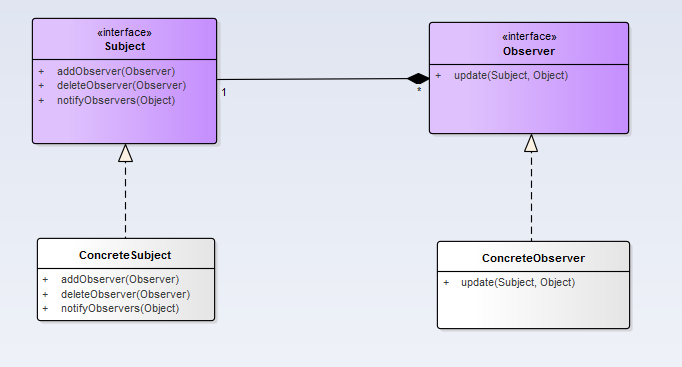 «interface»
Subject
+ addObserver(Observer)
+ deleteObserver(Observer)
+ notifyObservers(Object)
1
«interface»
Observer
+ update(Subject, Object)
*
ConcreteSubject
+ addObserver(Observer)
+ deleteObserver(Observer)
+ notifyObservers(Object)
ConcreteObserver
+ update(Subject, Object)